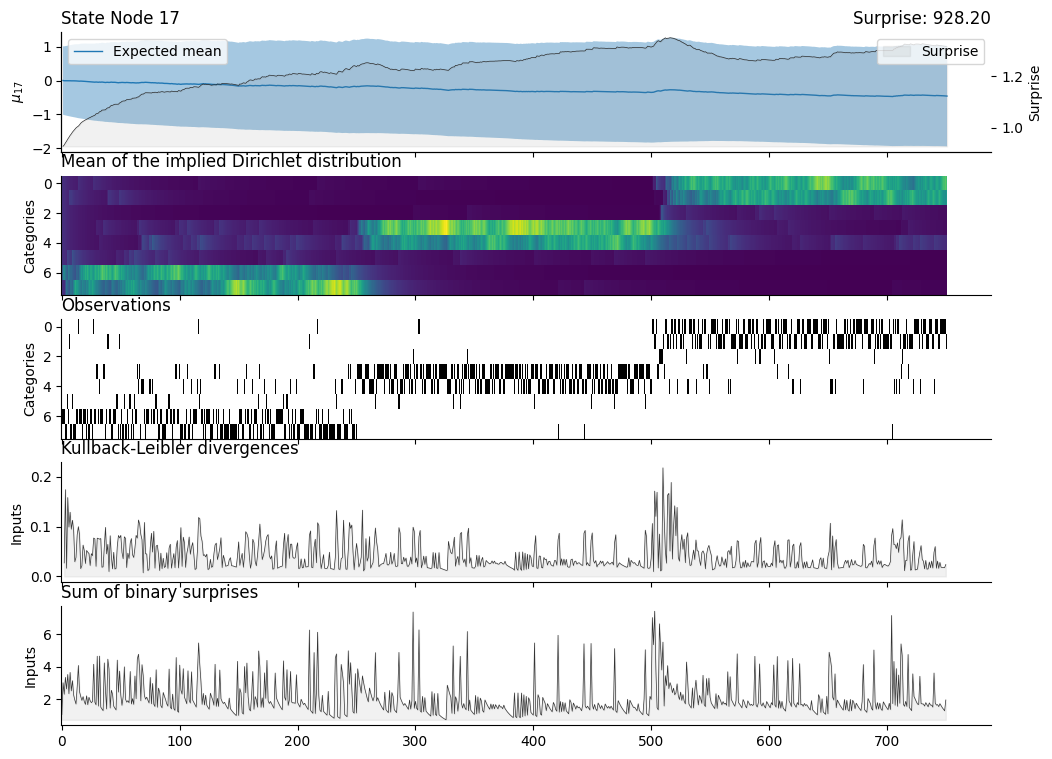 State Node 17
Surprise: 928.20
Expected mean
Surprise
1
0
−1
−2
μ17
1.2
1.0
Surprise
Mean of the implied Dirichlet distribution
0
2
4
6
Categories
Observations
0
2
4
6
Categories
Kullback-Leibler divergences
0.2
0.1
0.0
Inputs
Sum of binary surprises
6
4
2
Inputs
0 100 200 300 400 500 600 700